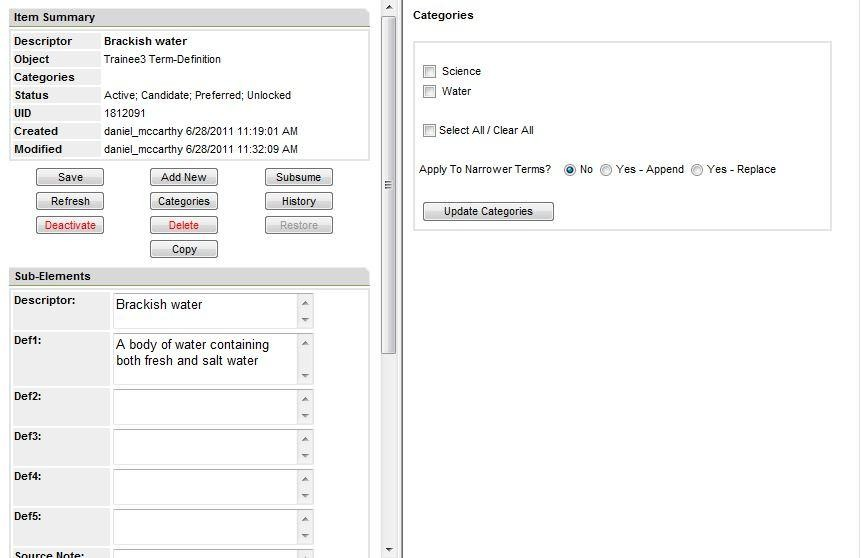 Item Summary
Descriptor Brackish water
Object Trainee3 Term-Definition
Categories
Status Active; Candidate; Preferred; Unlocked
UID 1812091
Created daniel_mccarthy 6/28/2011 11:19:01 AM
Modified daniel_mccarthy 6/28/2011 11:32:09 AM
Save Add New Subsume
Refresh Categories History
Deactivate Delete Restore
Copy
Sub-Elements
Descriptor: Brackish water
Def1: A body of water containing
both fresh and salt water
Def2:
Def3:
Def4:
Def5:
Source Note:
Categories
Science
Water
Select All / Clear All
Apply To Narrower Terms? No Yes - Append Yes - Replace
Update Categories